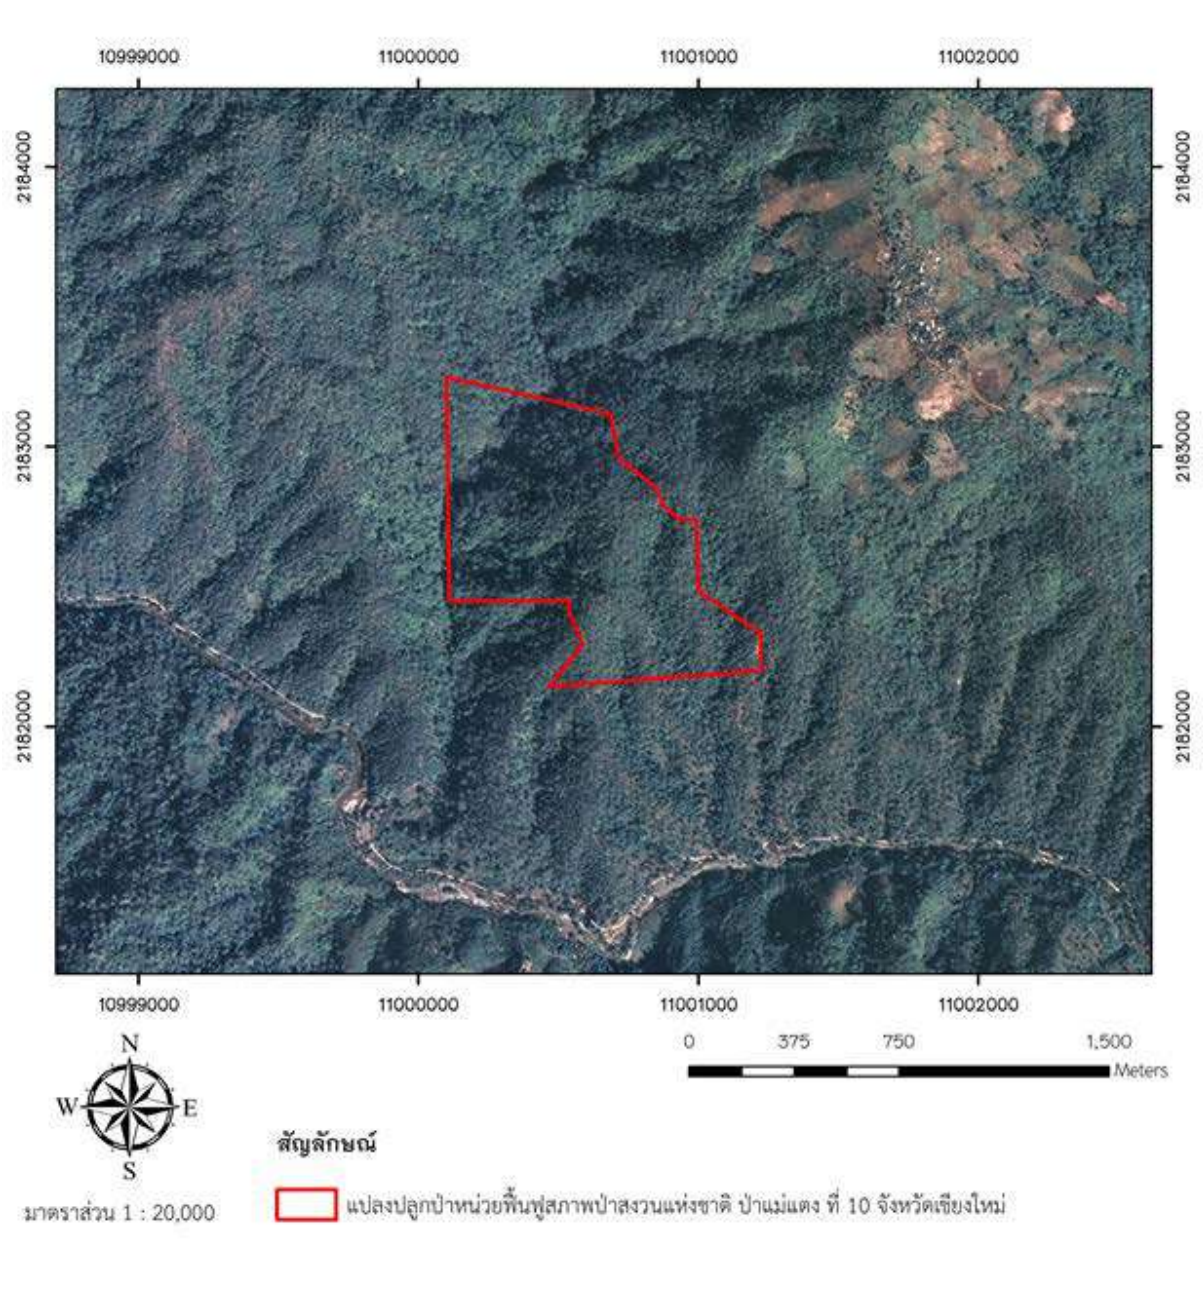 10999000 11000000 11001000 11002000
2184000 2184000
2183000 2183000
2182000 2182000
10999000 11000000 11001000 11002000
N
W E
S
0 375 750 1,500
Meters
สัญลักษณ์
มาตราส่วน 1 : 20,000
แปลงปลูกป่าหน่วยฟื้นฟูสภาพป่าสงวนแห่งชาติ ป่าแม่แตง ที่ 10 จังหวัดเชียงใหม่